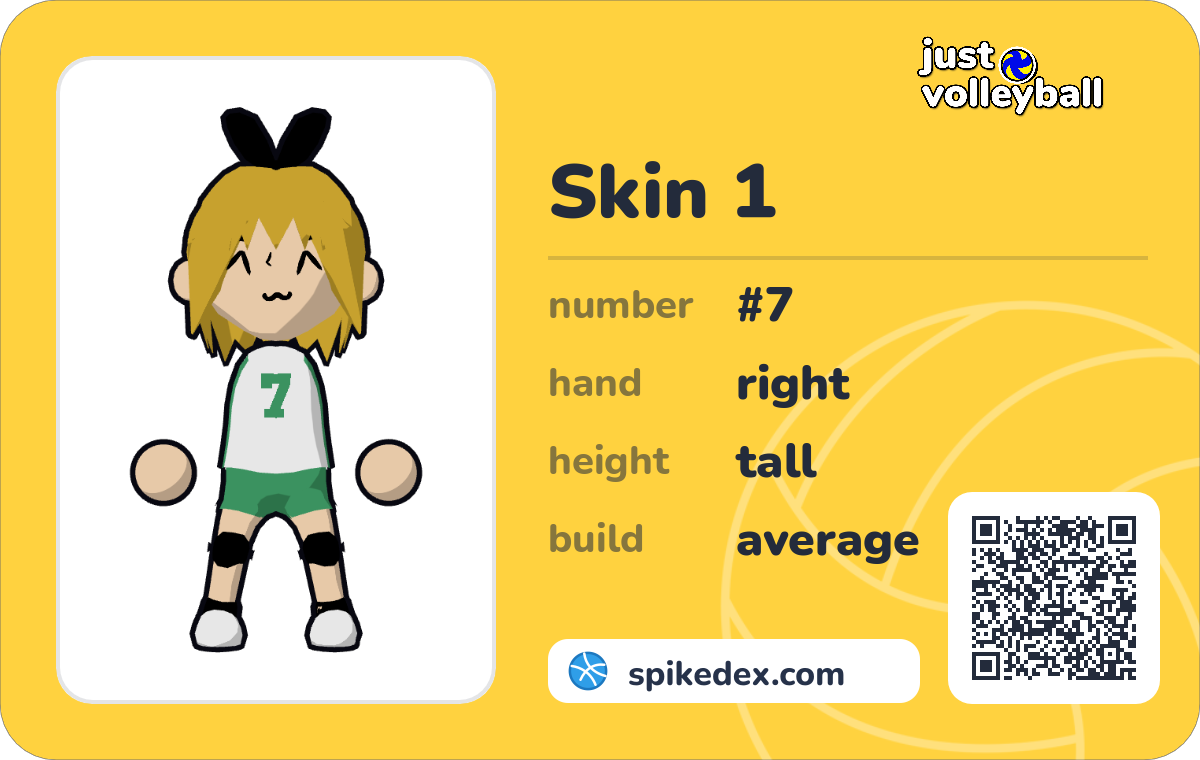 just
volleyball
Skin 1
number #7
hand right
height tall
build average
7
spikedex.com